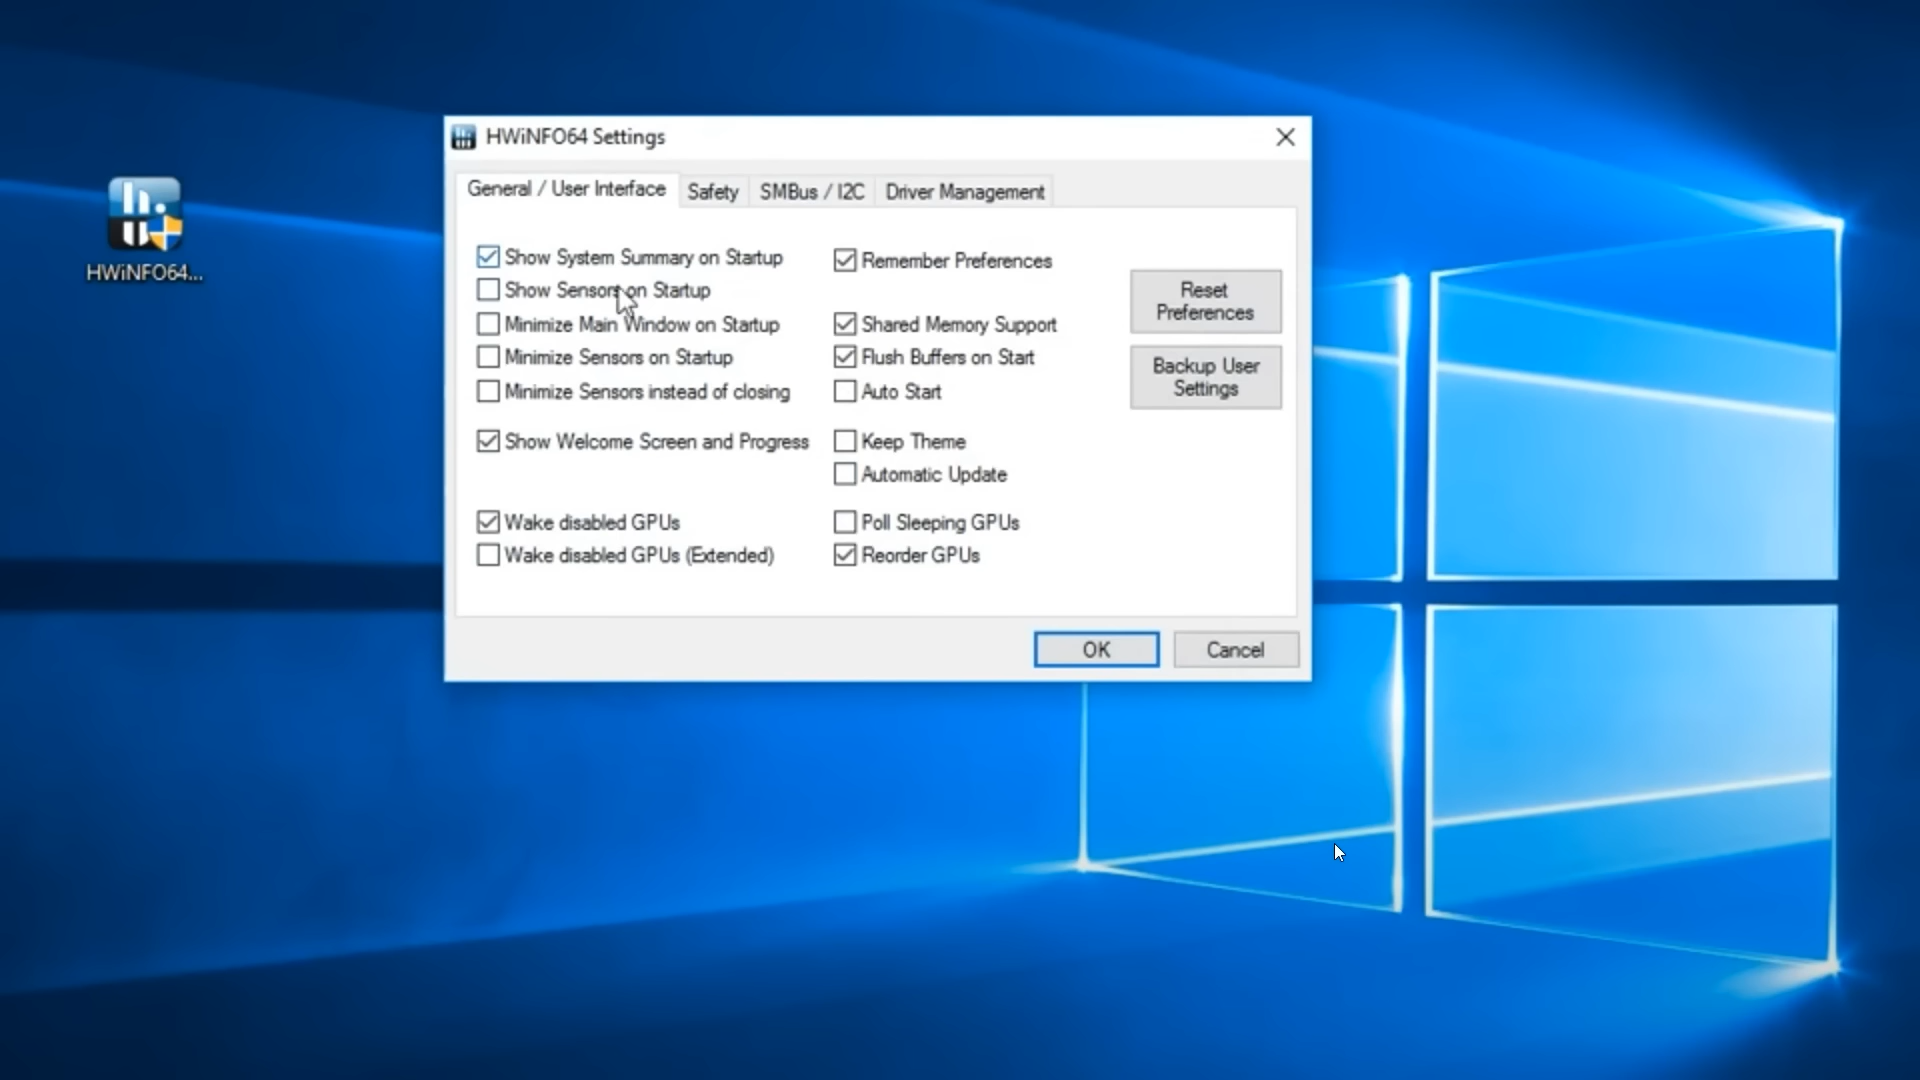 HWiNFO64 Settings
General / User Interface
Safety
SMBus / I2C
Driver Management
Show System Summary on Startup
Show Sensors on Startup
Minimize Main Window on Startup
Minimize Sensors on Startup
Minimize Sensors instead of closing
Show Welcome Screen and Progress
Wake disabled GPUs
Wake disabled GPUs (Extended)
Remember Preferences
Shared Memory Support
Flush Buffers on Start
Auto Start
Keep Theme
Automatic Update
Poll Sleeping GPUs
Reorder GPUs
Reset
Preferences
Backup User
Settings
OK
Cancel
HWiNFO64...